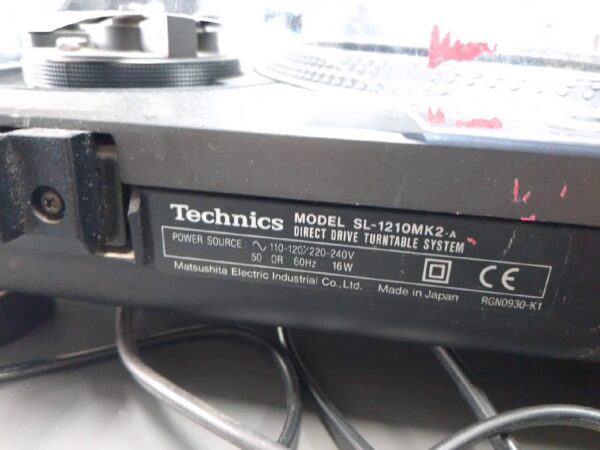 Technics MODEL SL-1210MK2-A
DIRECT DRIVE TURNTABLE SYSTEM
POWER SOURCE : ∿ 110-120/220-240V
50 OR 60Hz 16W
CE
Matsushita Electric Industrial Co., Ltd. Made in Japan RGN0930-K1